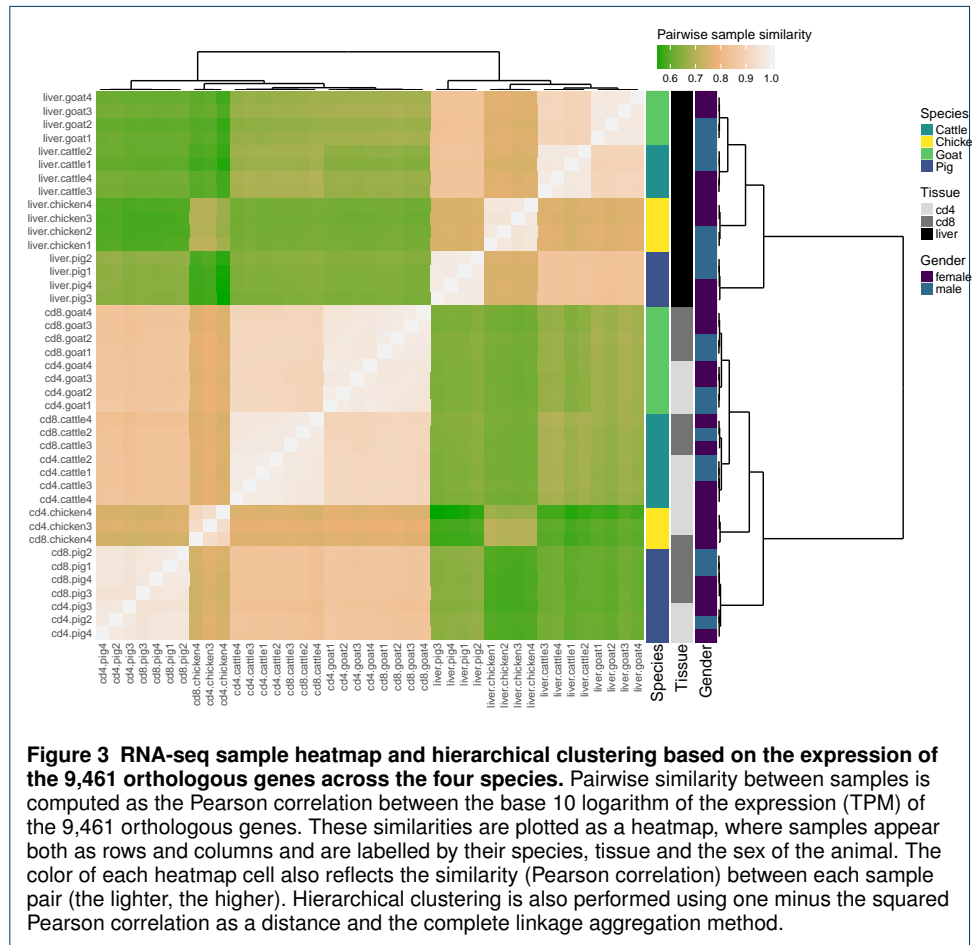 Pairwise sample similarity
0.6 0.7 0.8 0.9 1.0
liver.goat4
liver.goat3
liver.goat2
liver.goat1
liver.cattle2
liver.cattle1
liver.cattle4
liver.cattle3
liver.chicken4
liver.chicken3
liver.chicken2
liver.chicken1
liver.pig2
liver.pig1
liver.pig4
liver.pig3
cd8.goat4
cd8.goat3
cd8.goat2
cd8.goat1
cd4.goat4
cd4.goat3
cd4.goat2
cd4.goat1
cd8.cattle4
cd8.cattle2
cd8.cattle3
cd4.cattle2
cd4.cattle1
cd4.cattle3
cd4.cattle4
cd4.chicken4
cd4.chicken3
cd8.chicken4
cd8.pig2
cd8.pig1
cd8.pig4
cd8.pig3
cd4.pig3
cd4.pig2
cd4.pig4
cd4.pig4
cd4.pig2
cd4.pig3
cd8.pig3
cd8.pig4
cd8.pig1
cd8.pig2
cd8.chicken4
cd4.chicken3
cd4.chicken4
cd4.cattle4
cd4.cattle3
cd4.cattle1
cd4.cattle2
cd8.cattle3
cd8.cattle2
cd8.cattle4
cd4.goat1
cd4.goat2
cd4.goat3
cd4.goat4
cd8.goat1
cd8.goat2
cd8.goat3
cd8.goat4
liver.pig3
liver.pig4
liver.pig1
liver.pig2
liver.chicken1
liver.chicken2
liver.chicken3
liver.chicken4
liver.cattle3
liver.cattle4
liver.cattle1
liver.cattle2
liver.goat1
liver.goat2
liver.goat3
liver.goat4
Species
Tissue
Gender
Species
Cattle
Chicke
Goat
Pig
Tissue
cd4
cd8
liver
Gender
female
male
Figure 3 RNA-seq sample heatmap and hierarchical clustering based on the expression of
the 9,461 orthologous genes across the four species. Pairwise similarity between samples is
computed as the Pearson correlation between the base 10 logarithm of the expression (TPM) of
the 9,461 orthologous genes. These similarities are plotted as a heatmap, where samples appear
both as rows and columns and are labelled by their species, tissue and the sex of the animal. The
color of each heatmap cell also reflects the similarity (Pearson correlation) between each sample
pair (the lighter, the higher). Hierarchical clustering is also performed using one minus the squared
Pearson correlation as a distance and the complete linkage aggregation method.